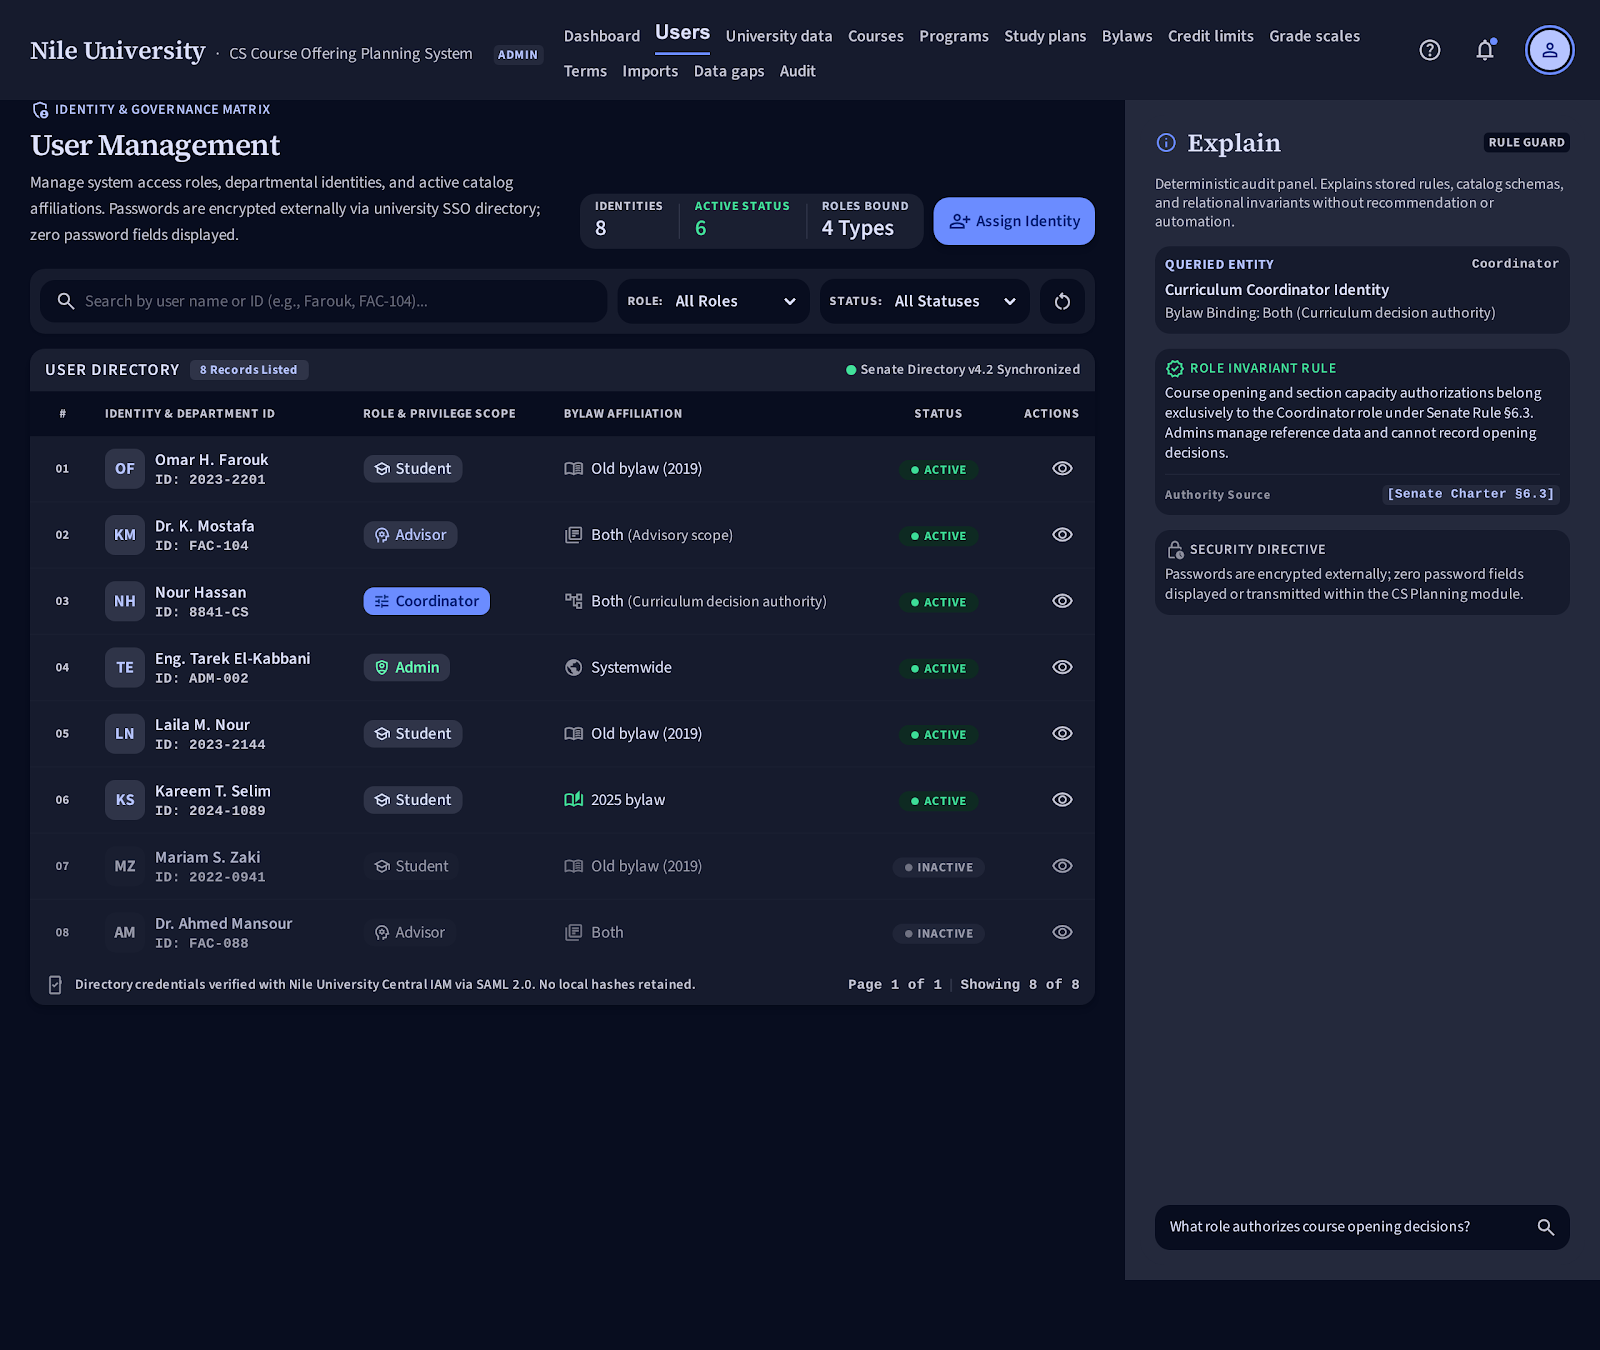 Nile University · CS Course Offering Planning System ADMIN
Dashboard Users University data Courses Programs Study plans Bylaws Credit limits Grade scales
Terms Imports Data gaps Audit
IDENTITY & GOVERNANCE MATRIX
User Management
Manage system access roles, departmental identities, and active catalog
affiliations. Passwords are encrypted externally via university SSO directory;
zero password fields displayed.
IDENTITIES
8
ACTIVE STATUS
6
ROLES BOUND
4 Types
Assign Identity
Search by user name or ID (e.g., Farouk, FAC-104)...
ROLE: All Roles
STATUS: All Statuses
USER DIRECTORY 8 Records Listed Senate Directory v4.2 Synchronized
# IDENTITY & DEPARTMENT ID ROLE & PRIVILEGE SCOPE BYLAW AFFILIATION STATUS ACTIONS
01 OF Omar H. Farouk Student Old bylaw (2019) ACTIVE
ID: 2023-2201
02 KM Dr. K. Mostafa Advisor Both (Advisory scope) ACTIVE
ID: FAC-104
03 NH Nour Hassan Coordinator Both (Curriculum decision authority) ACTIVE
ID: 8841-CS
04 TE Eng. Tarek El-Kabbani Admin Systemwide ACTIVE
ID: ADM-002
05 LN Laila M. Nour Student Old bylaw (2019) ACTIVE
ID: 2023-2144
06 KS Kareem T. Selim Student 2025 bylaw ACTIVE
ID: 2024-1089
07 MZ Mariam S. Zaki Student Old bylaw (2019) INACTIVE
ID: 2022-0941
08 AM Dr. Ahmed Mansour Advisor Both INACTIVE
ID: FAC-088
Directory credentials verified with Nile University Central IAM via SAML 2.0. No local hashes retained. Page 1 of 1 | Showing 8 of 8
Explain RULE GUARD
Deterministic audit panel. Explains stored rules, catalog schemas,
and relational invariants without recommendation or
automation.
QUERIED ENTITY Coordinator
Curriculum Coordinator Identity
Bylaw Binding: Both (Curriculum decision authority)
ROLE INVARIANT RULE
Course opening and section capacity authorizations belong
exclusively to the Coordinator role under Senate Rule §6.3.
Admins manage reference data and cannot record opening
decisions.
Authority Source [Senate Charter §6.3]
SECURITY DIRECTIVE
Passwords are encrypted externally; zero password fields
displayed or transmitted within the CS Planning module.
What role authorizes course opening decisions?